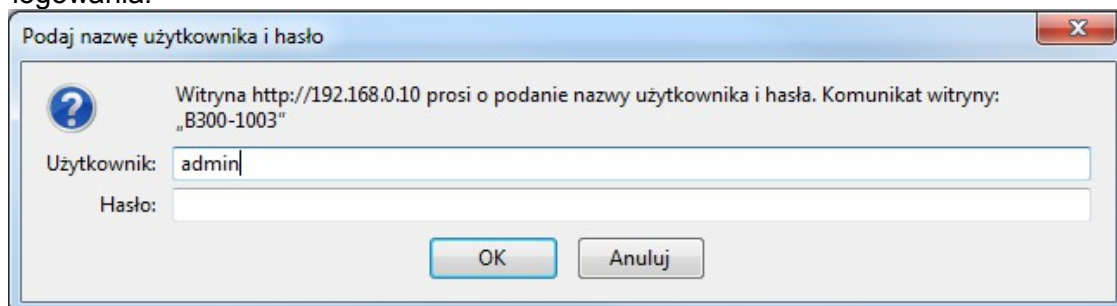 logowania.
Podaj nazwę użytkownika i hasło
Witryna http://192.168.0.10 prosi o podanie nazwy użytkownika i hasła. Komunikat witryny:
„B300-1003”
Użytkownik: admin
Hasło:
OK Anuluj